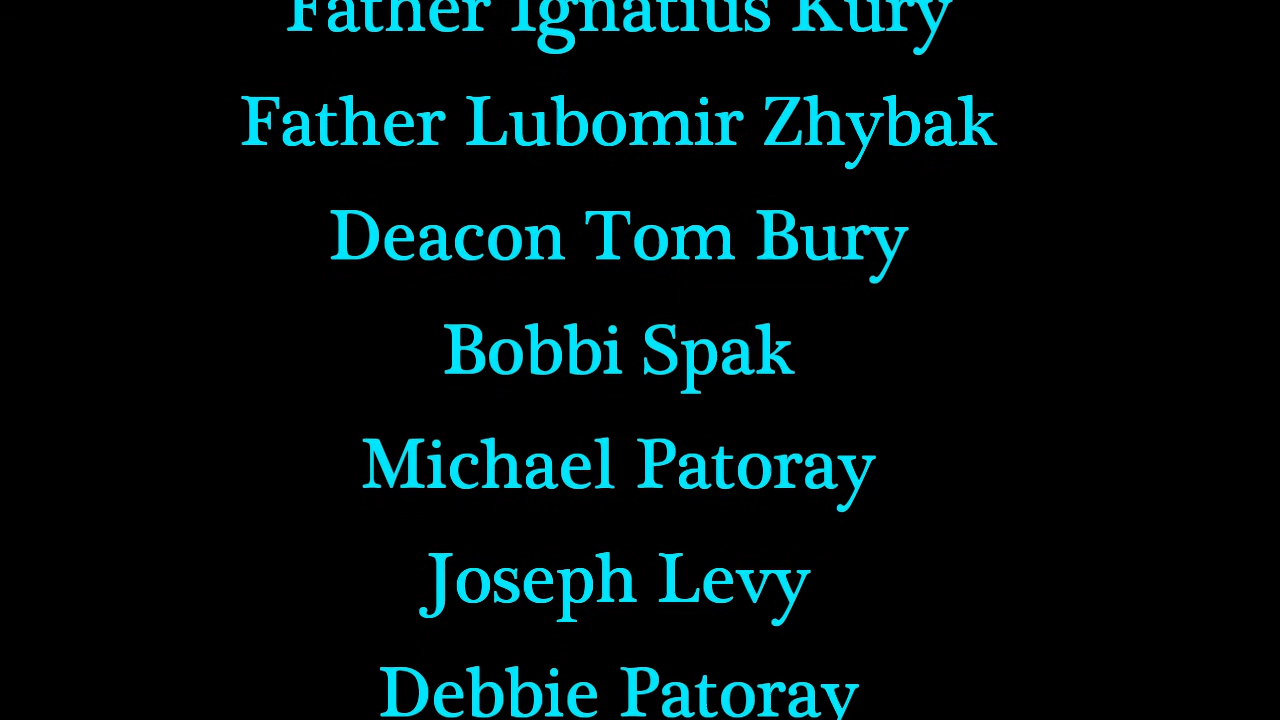 Father Ignatius Kury
Father Lubomir Zhybak
Deacon Tom Bury
Bobbi Spak
Michael Patoray
Joseph Levy
Debbie Patoray